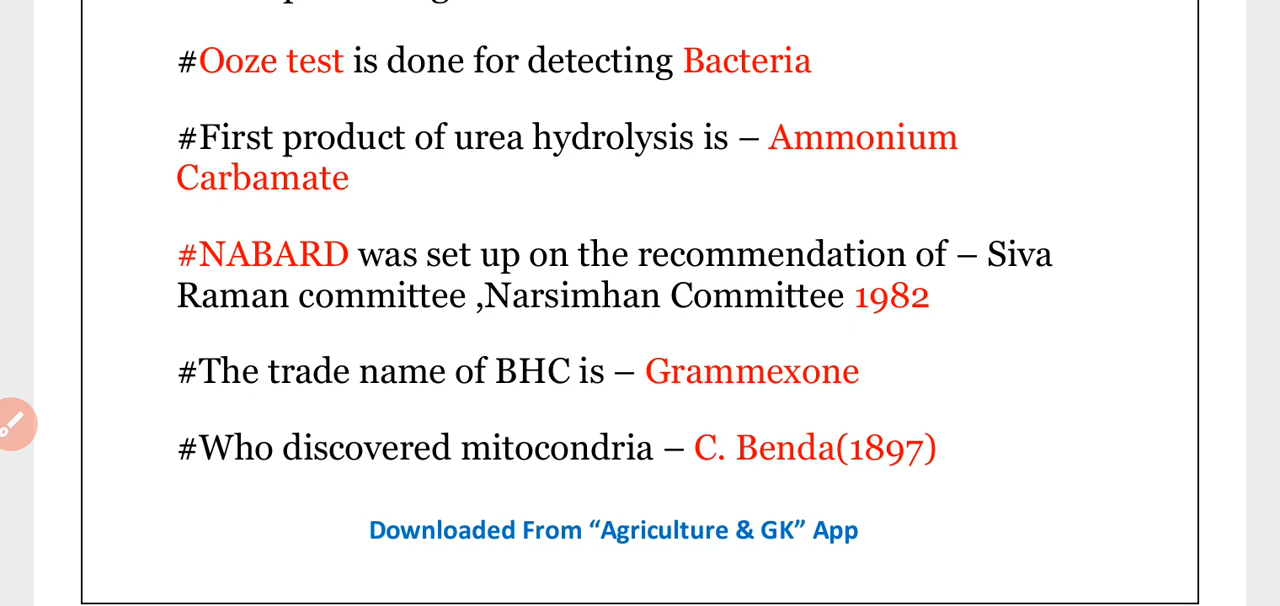 #Ooze test is done for detecting Bacteria
#First product of urea hydrolysis is – Ammonium
Carbamate
#NABARD was set up on the recommendation of – Siva
Raman committee ,Narsimhan Committee 1982
#The trade name of BHC is – Grammexone
#Who discovered mitocondria – C. Benda(1897)
Downloaded From “Agriculture & GK” App